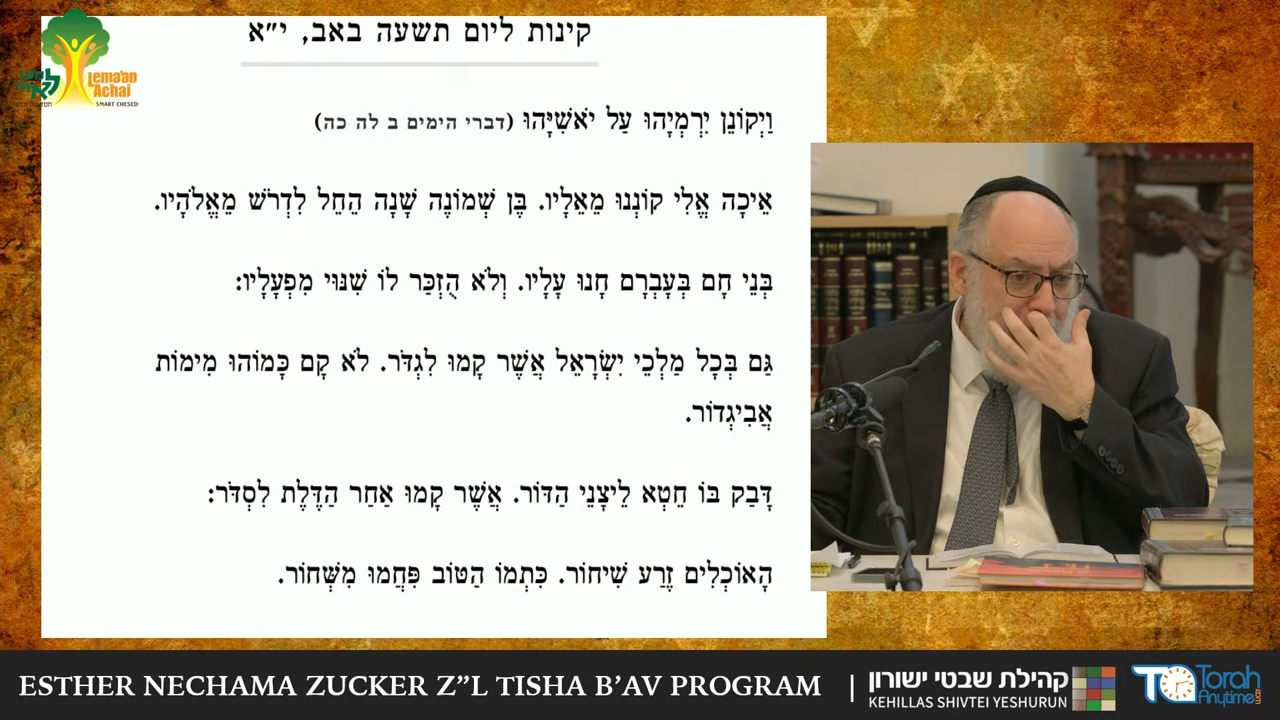 קינות ליום תשעה באב, י״א
וַיְקוֹנֵן יִרְמְיָהוּ עַל יֹאשִׁיָּהוּ (דברי הימים ב לה כה)
אֵיכָה אֱלִי קוֹנְנוּ מֵאֵלָיו. בֶּן שְׁמוֹנֶה שָׁנָה הֵחֵל לִדְרֹשׁ מֵאֱלֹהָיו.
בְּנֵי חָם בְּעָבְרָם חָנוּ עָלָיו. וְלֹא הֻזְכַּר לוֹ שִׁנּוּי מִפְעָלָיו:
גַּם בְּכָל מַלְכֵי יִשְׂרָאֵל אֲשֶׁר קָמוּ לִגְדֹּר. לֹא קָם כָּמוֹהוּ מִימוֹת
אֲבִיגְדוֹר.
דָּבַק בּוֹ חֵטְא לֵיצָנֵי הַדּוֹר. אֲשֶׁר קָמוּ אַחַר הַדֶּלֶת לִסְדֹּר:
הָאוֹכְלִים זֶרַע שִׁיחוֹר. כִּתְמוֹ הַטּוֹב פִּחֲמוּ מִשְּׁחוֹר.
Lema'an
Achai
SMART CHESED
ESTHER NECHAMA ZUCKER Z”L TISHA B’AV PROGRAM |
קהילת שבטי ישורון
KEHILLAS SHIVTEI YESHURUN
Torah
Anytime.com